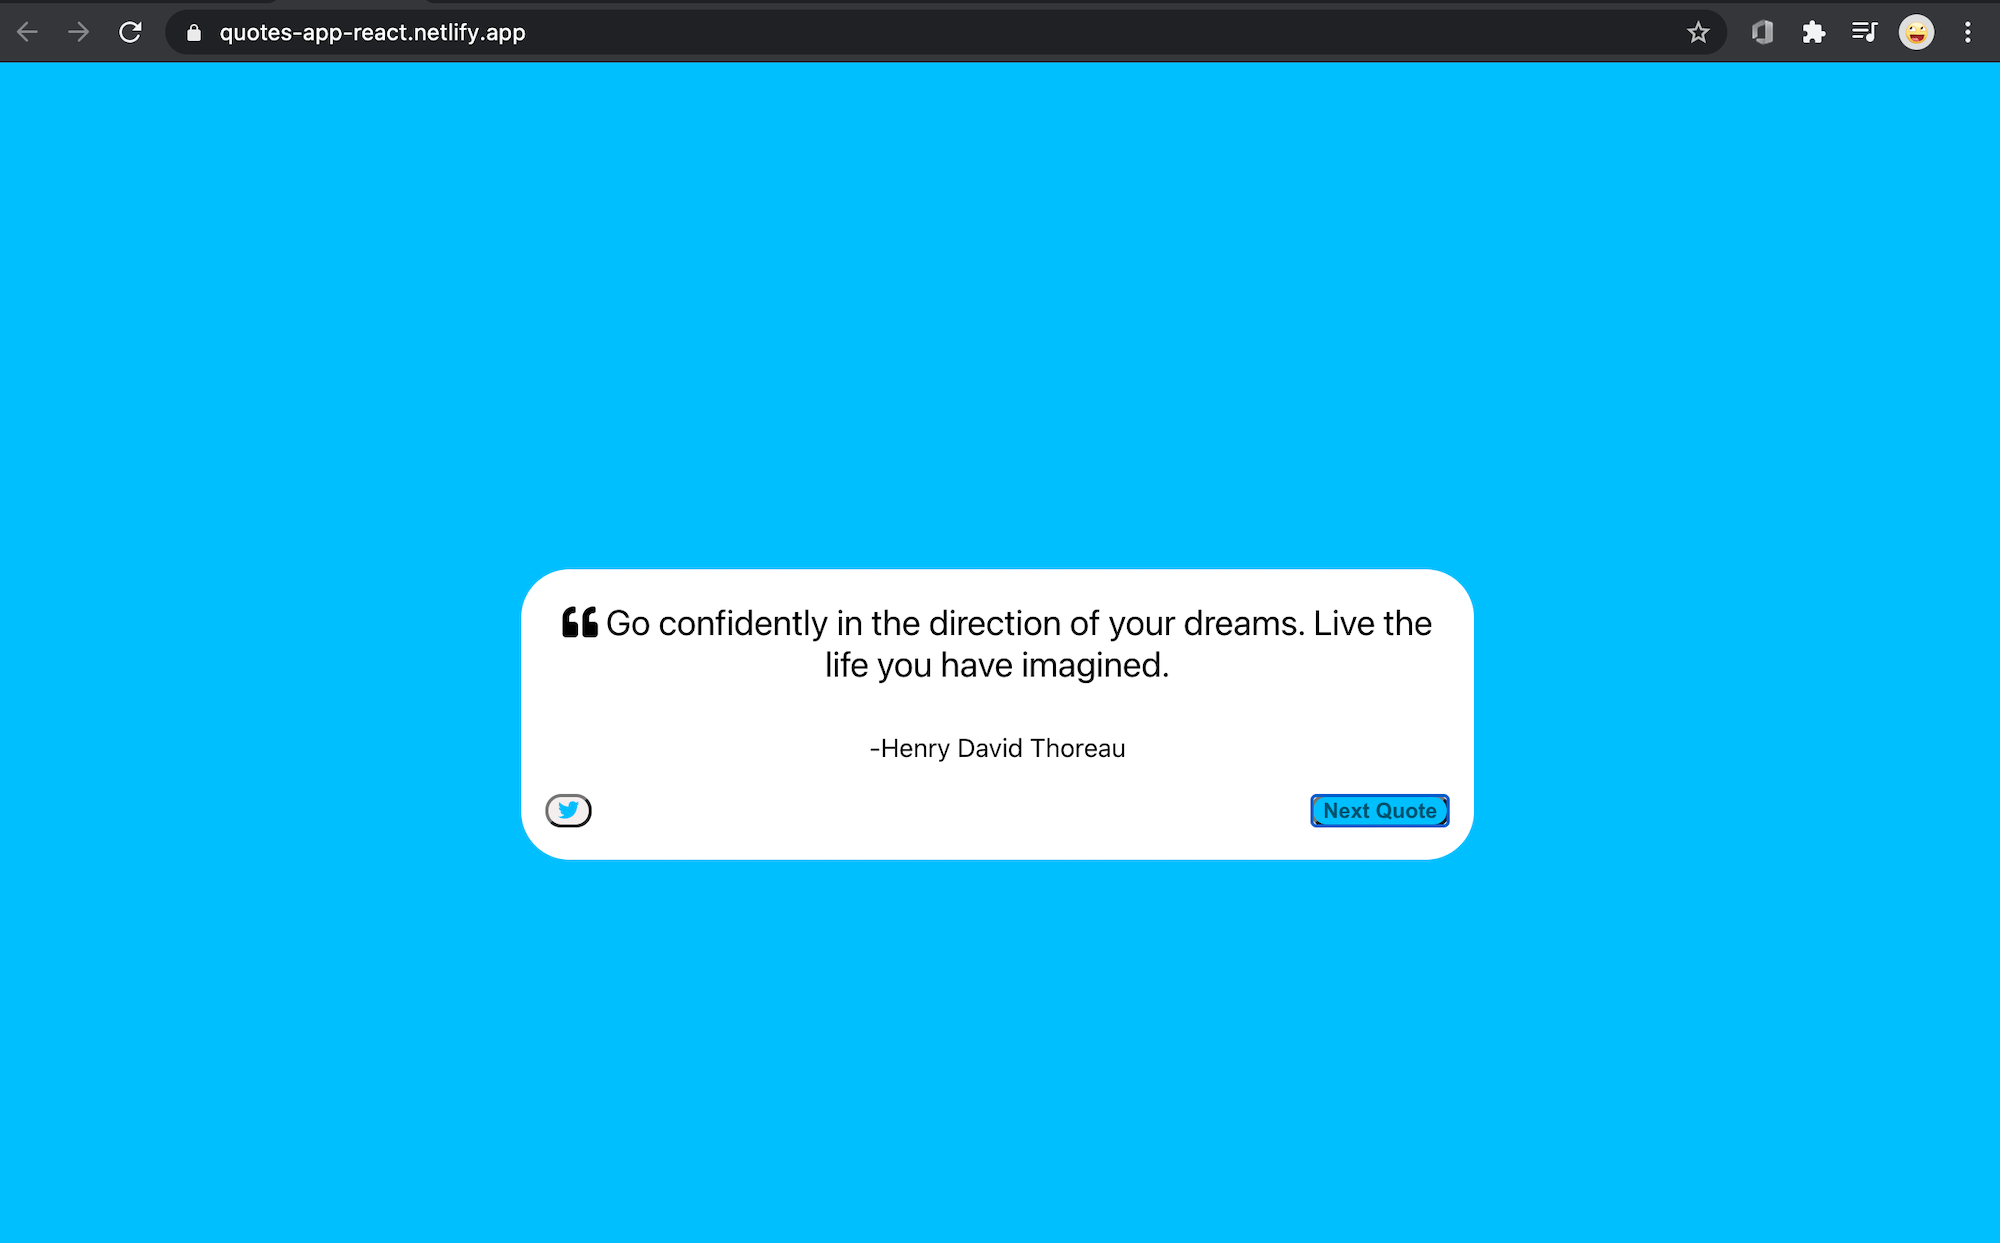 quotes-app-react.netlify.app
❝ Go confidently in the direction of your dreams. Live the
life you have imagined.
-Henry David Thoreau
Next Quote